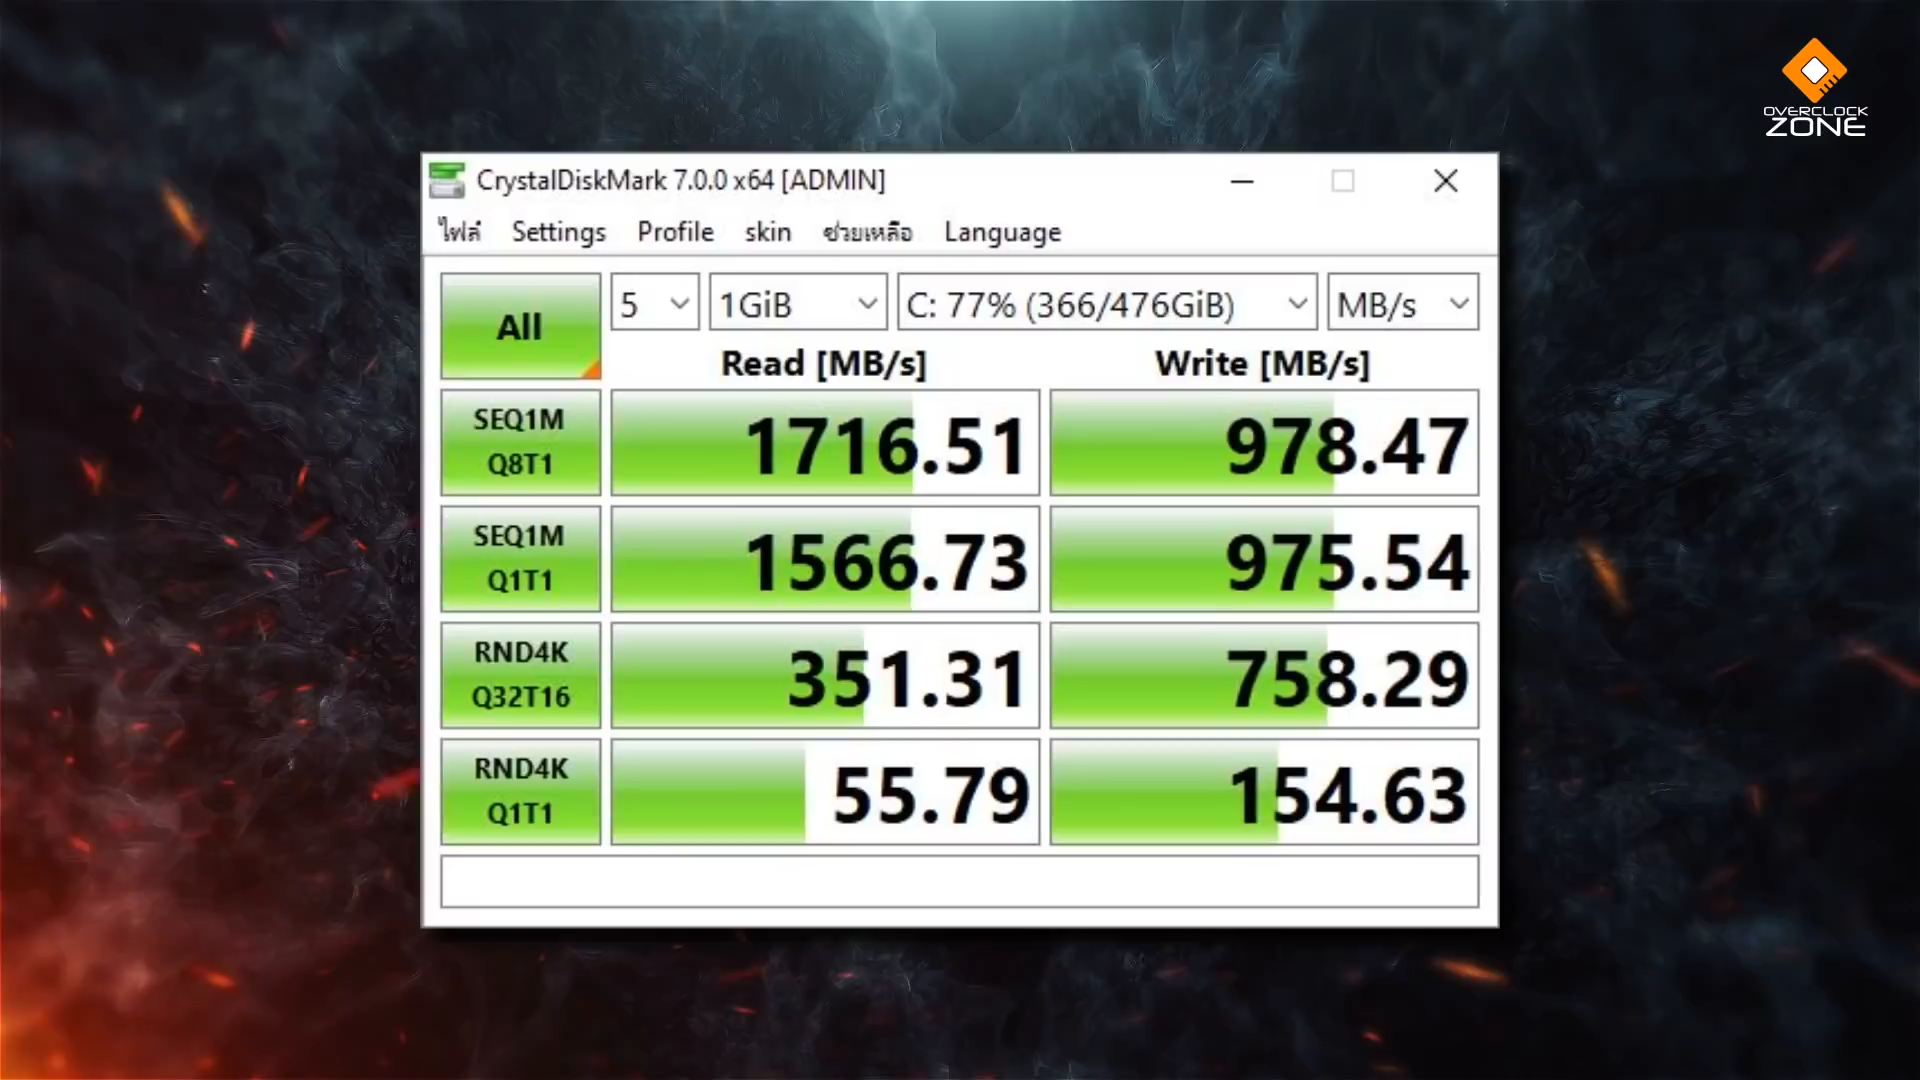 OVERCLOCK
ZONE
CrystalDiskMark 7.0.0 x64 [ADMIN]
ไฟล์ Settings Profile skin ช่วยเหลือ Language
All 5 1GiB C: 77% (366/476GiB) MB/s
Read [MB/s] Write [MB/s]
SEQ1M
Q8T1
1716.51 978.47
SEQ1M
Q1T1
1566.73 975.54
RND4K
Q32T16
351.31 758.29
RND4K
Q1T1
55.79 154.63